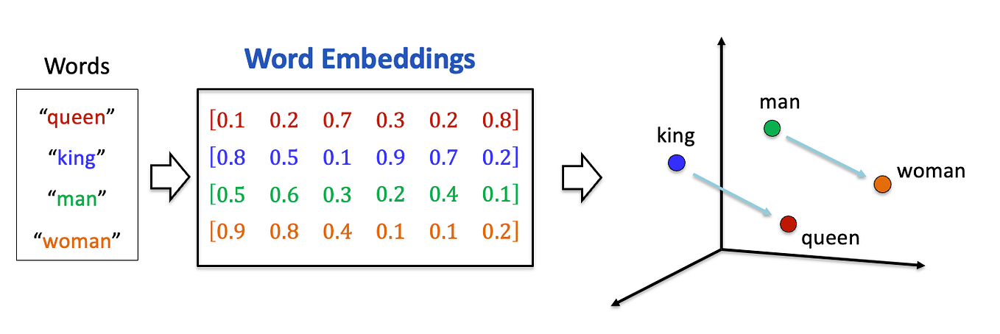 Words
“queen”
“king”
“man”
“woman”
Word Embeddings
[0.1 0.2 0.7 0.3 0.2 0.8]
[0.8 0.5 0.1 0.9 0.7 0.2]
[0.5 0.6 0.3 0.2 0.4 0.1]
[0.9 0.8 0.4 0.1 0.1 0.2]
man
king
woman
queen